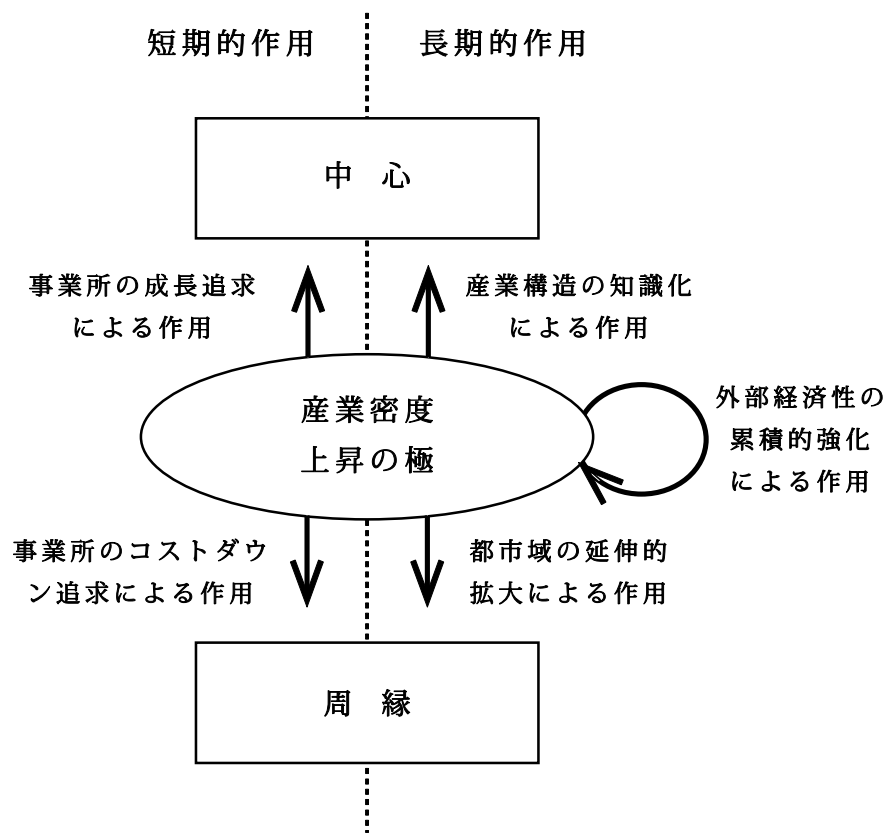 短期的作用
長期的作用
中 心
事業所の成長追求
による作用
産業構造の知識化
による作用
産業密度
上昇の極
外部経済性の
累積的強化
による作用
事業所のコストダウ
ン追求による作用
都市域の延伸的
拡大による作用
周 縁